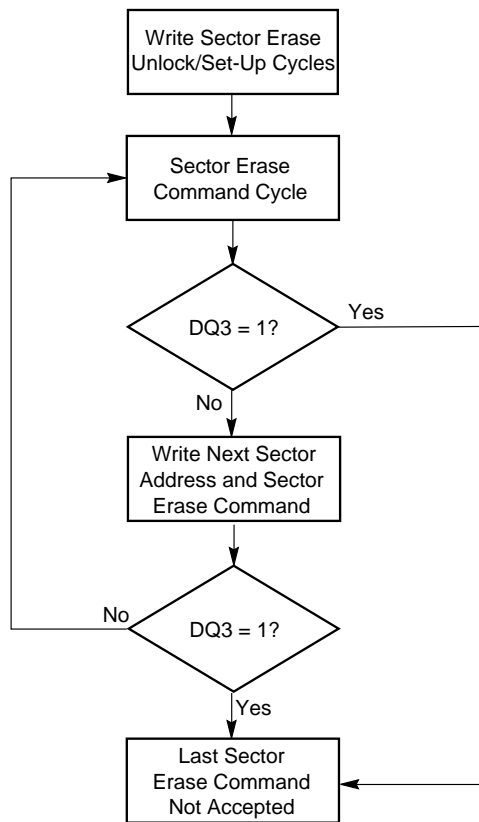 Write Sector Erase
Unlock/Set-Up Cycles
Sector Erase
Command Cycle
DQ3 = 1?
Yes
No
Write Next Sector
Address and Sector
Erase Command
No
DQ3 = 1?
Yes
Last Sector
Erase Command
Not Accepted